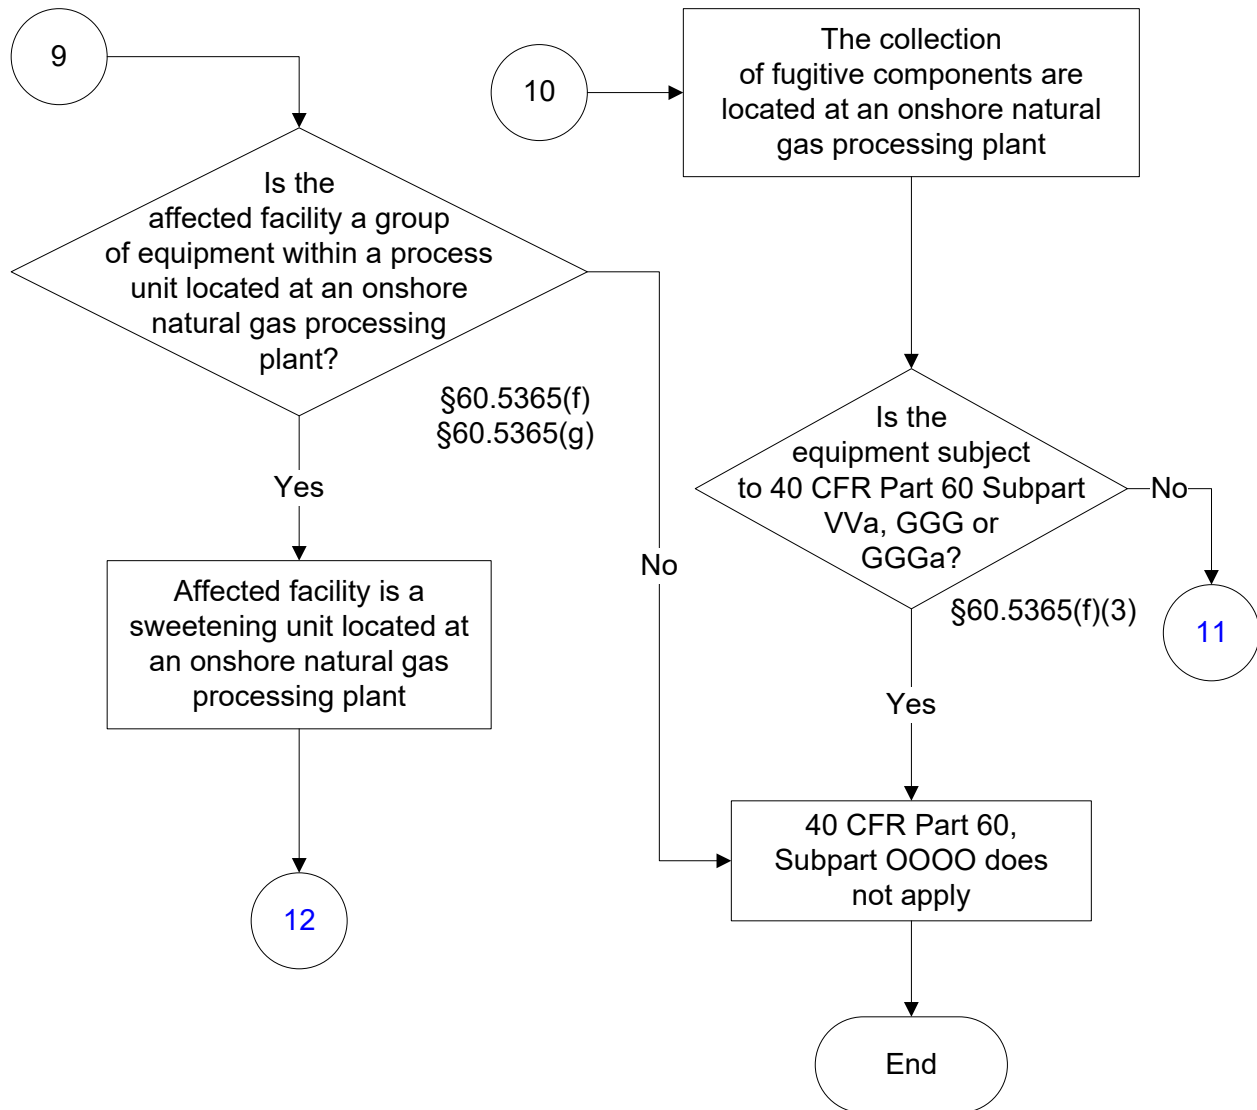 9
Is the
affected facility a group
of equipment within a process
unit located at an onshore
natural gas processing
plant?
§60.5365(f)
§60.5365(g)
Yes
No
Affected facility is a
sweetening unit located at
an onshore natural gas
processing plant
12
10
The collection
of fugitive components are
located at an onshore natural
gas processing plant
Is the
equipment subject
to 40 CFR Part 60 Subpart
VVa, GGG or
GGGa?
No
§60.5365(f)(3)
11
Yes
40 CFR Part 60,
Subpart OOOO does
not apply
End